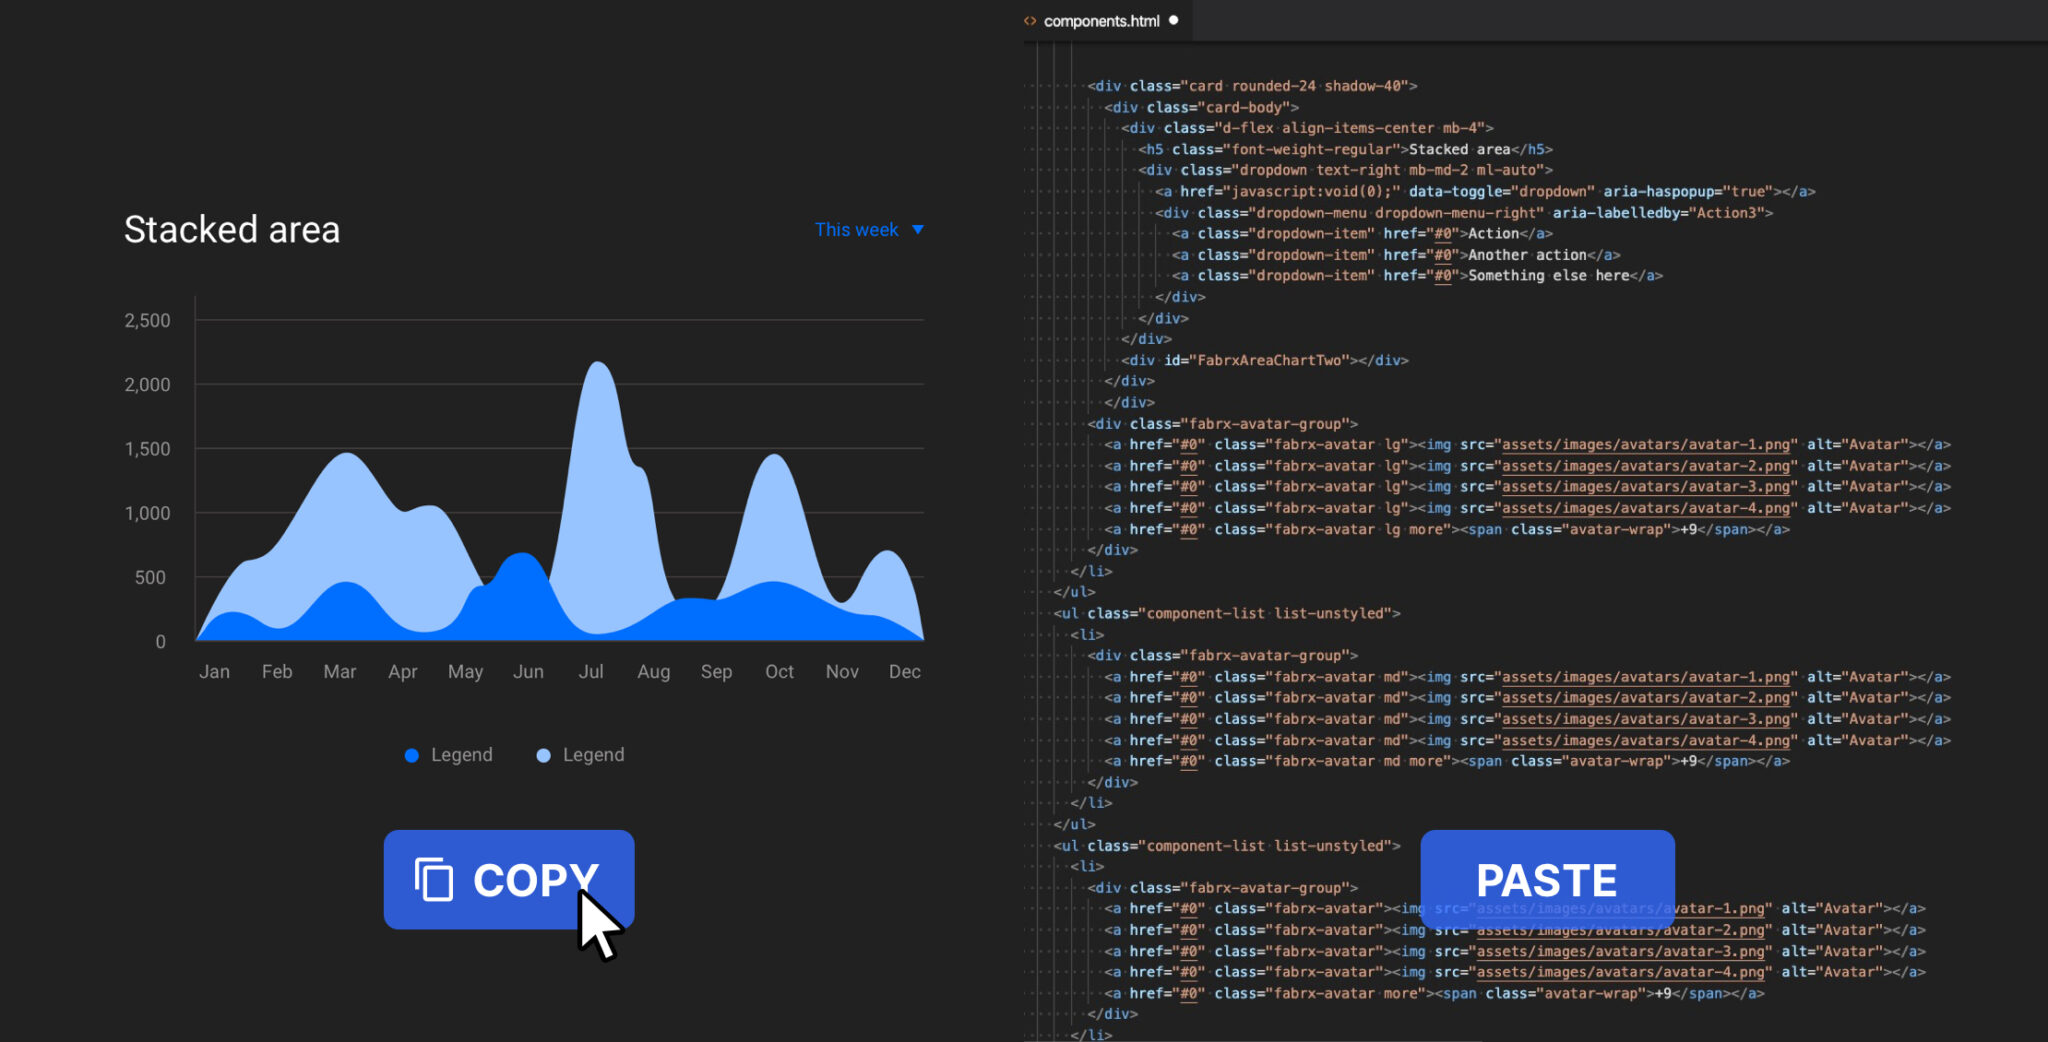 Stacked area
This week
2,500
2,000
1,500
1,000
500
0
Jan Feb Mar Apr May Jun Jul Aug Sep Oct Nov Dec
Legend Legend
COPY
components.html
<div class="card rounded-24 shadow-40">
<div class="card-body">
<div class="d-flex align-items-center mb-4">
<h5 class="font-weight-regular">Stacked area</h5>
<div class="dropdown text-right mb-md-2 ml-auto">
<a href="javascript:void(0);" data-toggle="dropdown" aria-haspopup="true"></a>
<div class="dropdown-menu dropdown-menu-right" aria-labelledby="Action3">
<a class="dropdown-item" href="#0">Action</a>
<a class="dropdown-item" href="#0">Another action</a>
<a class="dropdown-item" href="#0">Something else here</a>
</div>
</div>
</div>
<div id="FabrxAreaChartTwo"></div>
</div>
</div>
<div class="fabrx-avatar-group">
<a href="#0" class="fabrx-avatar lg"><img src="assets/images/avatars/avatar-1.png" alt="Avatar"></a>
<a href="#0" class="fabrx-avatar lg"><img src="assets/images/avatars/avatar-2.png" alt="Avatar"></a>
<a href="#0" class="fabrx-avatar lg"><img src="assets/images/avatars/avatar-3.png" alt="Avatar"></a>
<a href="#0" class="fabrx-avatar lg"><img src="assets/images/avatars/avatar-4.png" alt="Avatar"></a>
<a href="#0" class="fabrx-avatar lg more"><span class="avatar-wrap">+9</span></a>
</div>
</li>
</ul>
<ul class="component-list list-unstyled">
<li>
<div class="fabrx-avatar-group">
<a href="#0" class="fabrx-avatar md"><img src="assets/images/avatars/avatar-1.png" alt="Avatar"></a>
<a href="#0" class="fabrx-avatar md"><img src="assets/images/avatars/avatar-2.png" alt="Avatar"></a>
<a href="#0" class="fabrx-avatar md"><img src="assets/images/avatars/avatar-3.png" alt="Avatar"></a>
<a href="#0" class="fabrx-avatar md"><img src="assets/images/avatars/avatar-4.png" alt="Avatar"></a>
<a href="#0" class="fabrx-avatar md more"><span class="avatar-wrap">+9</span></a>
</div>
</li>
</ul>
<ul class="component-list list-unstyled">
<li>
<div class="fabrx-avatar-group">
<a href="#0" class="fabrx-avatar"><img src="assets/images/avatars/avatar-1.png" alt="Avatar"></a>
<a href="#0" class="fabrx-avatar"><img src="assets/images/avatars/avatar-2.png" alt="Avatar"></a>
<a href="#0" class="fabrx-avatar"><img src="assets/images/avatars/avatar-3.png" alt="Avatar"></a>
<a href="#0" class="fabrx-avatar"><img src="assets/images/avatars/avatar-4.png" alt="Avatar"></a>
<a href="#0" class="fabrx-avatar more"><span class="avatar-wrap">+9</span></a>
</div>
</li>
PASTE